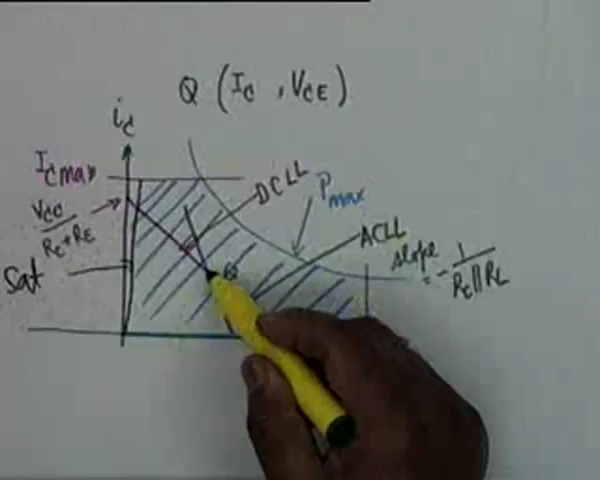 Q (IC , VCE)
iC
ICmax
DCLL
Pmax
VCC
RC+RE
ACLL
slope
= - 1
RC||RL
Sat